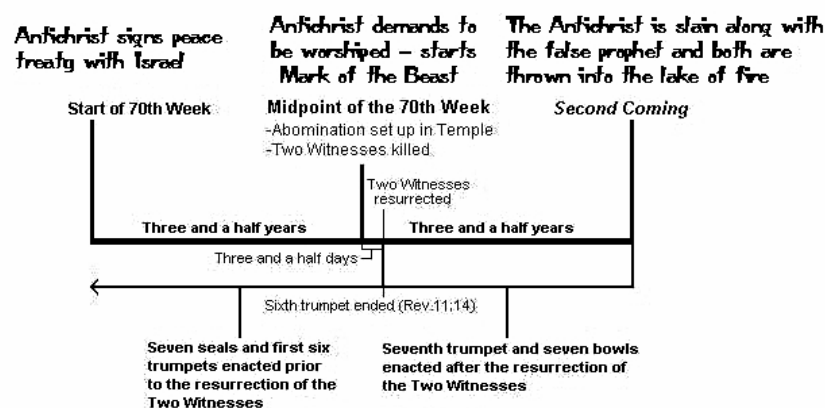 Antichrist signs peace
treaty with Israel
Antichrist demands to
be worshiped – starts
Mark of the Beast
The Antichrist is slain along with
the false prophet and both are
thrown into the lake of fire
Start of 70th Week
Midpoint of the 70th Week
-Abomination set up in Temple
-Two Witnesses killed
Second Coming
Two Witnesses
resurrected
Three and a half years
Three and a half years
Three and a half days
Sixth trumpet ended (Rev.11:14)
Seven seals and first six
trumpets enacted prior
to the resurrection of the
Two Witnesses
Seventh trumpet and seven bowls
enacted after the resurrection of
the Two Witnesses